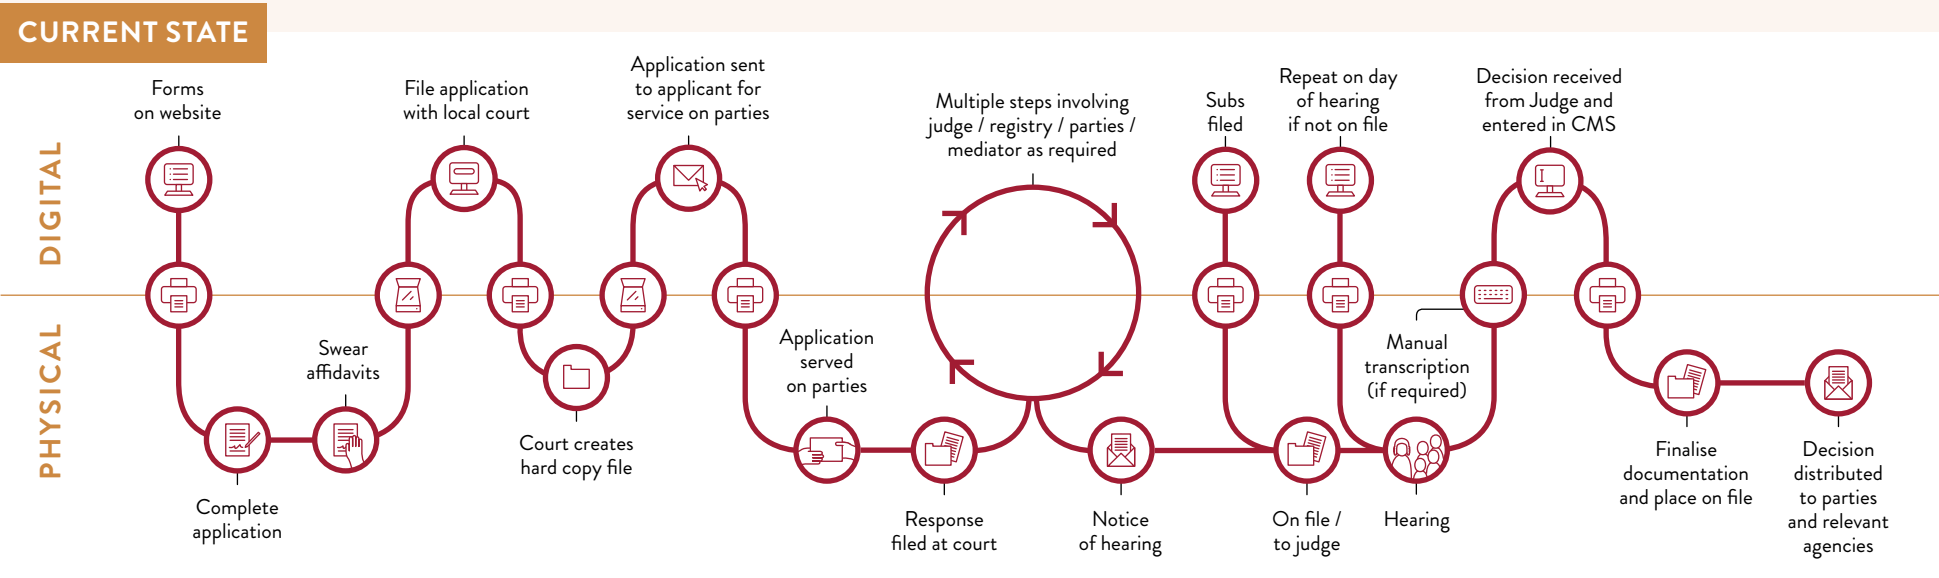 CURRENT STATE
DIGITAL
PHYSICAL
Forms
on website
Complete
application
Swear
affidavits
File application
with local court
Court creates
hard copy file
Application sent
to applicant for
service on parties
Application
served
on parties
Response
filed at court
Multiple steps involving
judge / registry / parties /
mediator as required
Notice
of hearing
Subs
filed
On file /
to judge
Repeat on day
of hearing
if not on file
Hearing
Manual
transcription
(if required)
Decision received
from Judge and
entered in CMS
Finalise
documentation
and place on file
Decision
distributed
to parties
and relevant
agencies